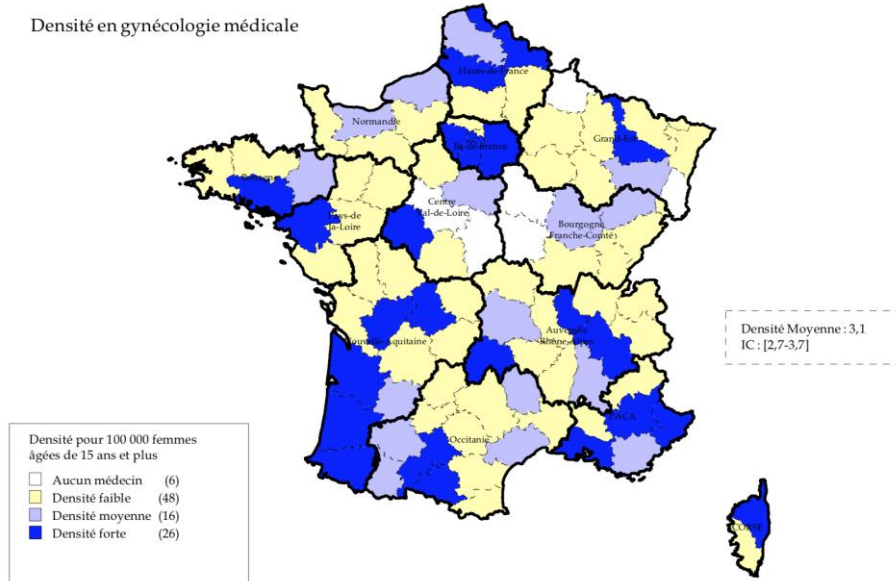 Densité en gynécologie médicale
Hauts-de-France
Normandie
Ile-de-France
Grand-Est
Bretagne
Pays-de
la-Loire
Centre
Val-de-Loire
Bourgogne
Franche-Comté
Nouvelle-Aquitaine
Auvergne
Rhône-Alpes
Occitanie
PACA
CORSE
Densité Moyenne : 3,1
IC : [2,7-3,7]
Densité pour 100 000 femmes
âgées de 15 ans et plus
Aucun médecin (6)
Densité faible (48)
Densité moyenne (16)
Densité forte (26)